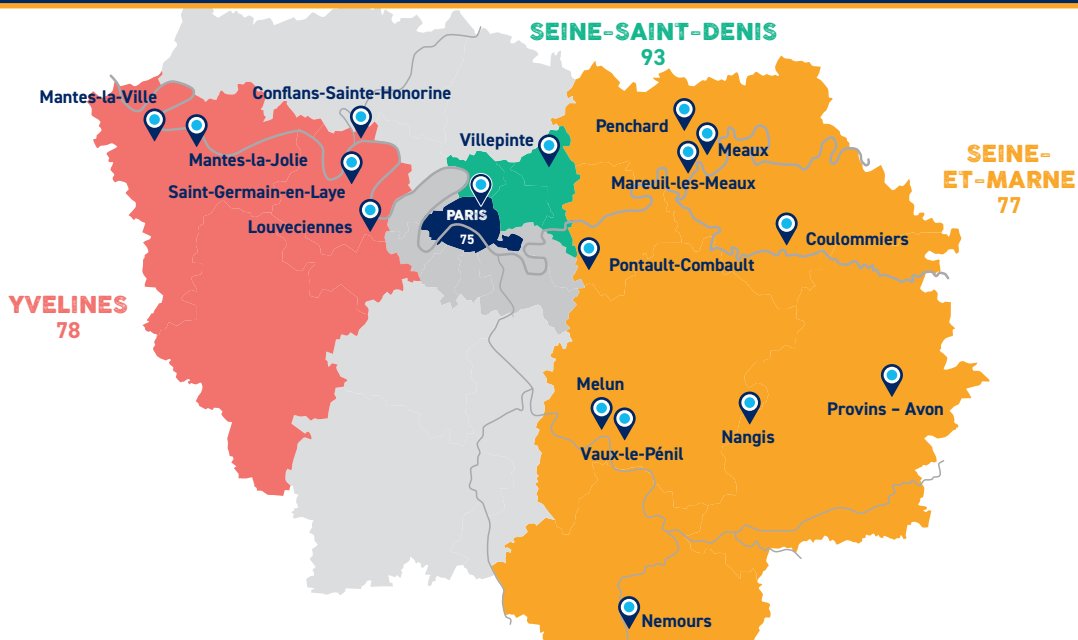 SEINE-SAINT-DENIS
93
Mantes-la-Ville
Conflans-Sainte-Honorine
Villepinte
Penchard
Meaux
Mantes-la-Jolie
Saint-Germain-en-Laye
Mareuil-les-Meaux
SEINE-
ET-MARNE
77
Louveciennes
PARIS
75
Coulommiers
Pontault-Combault
YVELINES
78
Melun
Provins – Avon
Nangis
Vaux-le-Pénil
Nemours